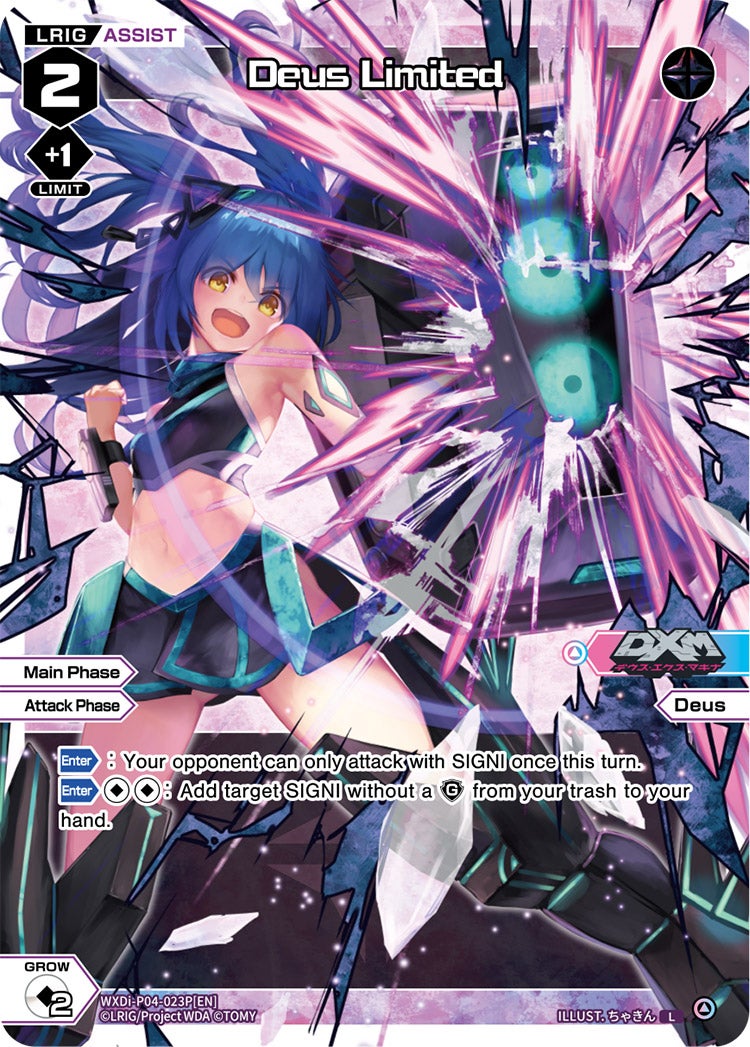 LRIG ASSIST
2
Deus Limited
+1
LIMIT
DXM
デウス・エクス・マキナ
Main Phase
Attack Phase
Deus
Enter : Your opponent can only attack with SIGNI once this turn.
Enter ◆ ◆ : Add target SIGNI without a G from your trash to your
hand.
GROW
2
WXDi-P04-023P[EN]
©LRIG/Project WDA ©TOMY
ILLUST. ちゃきん L